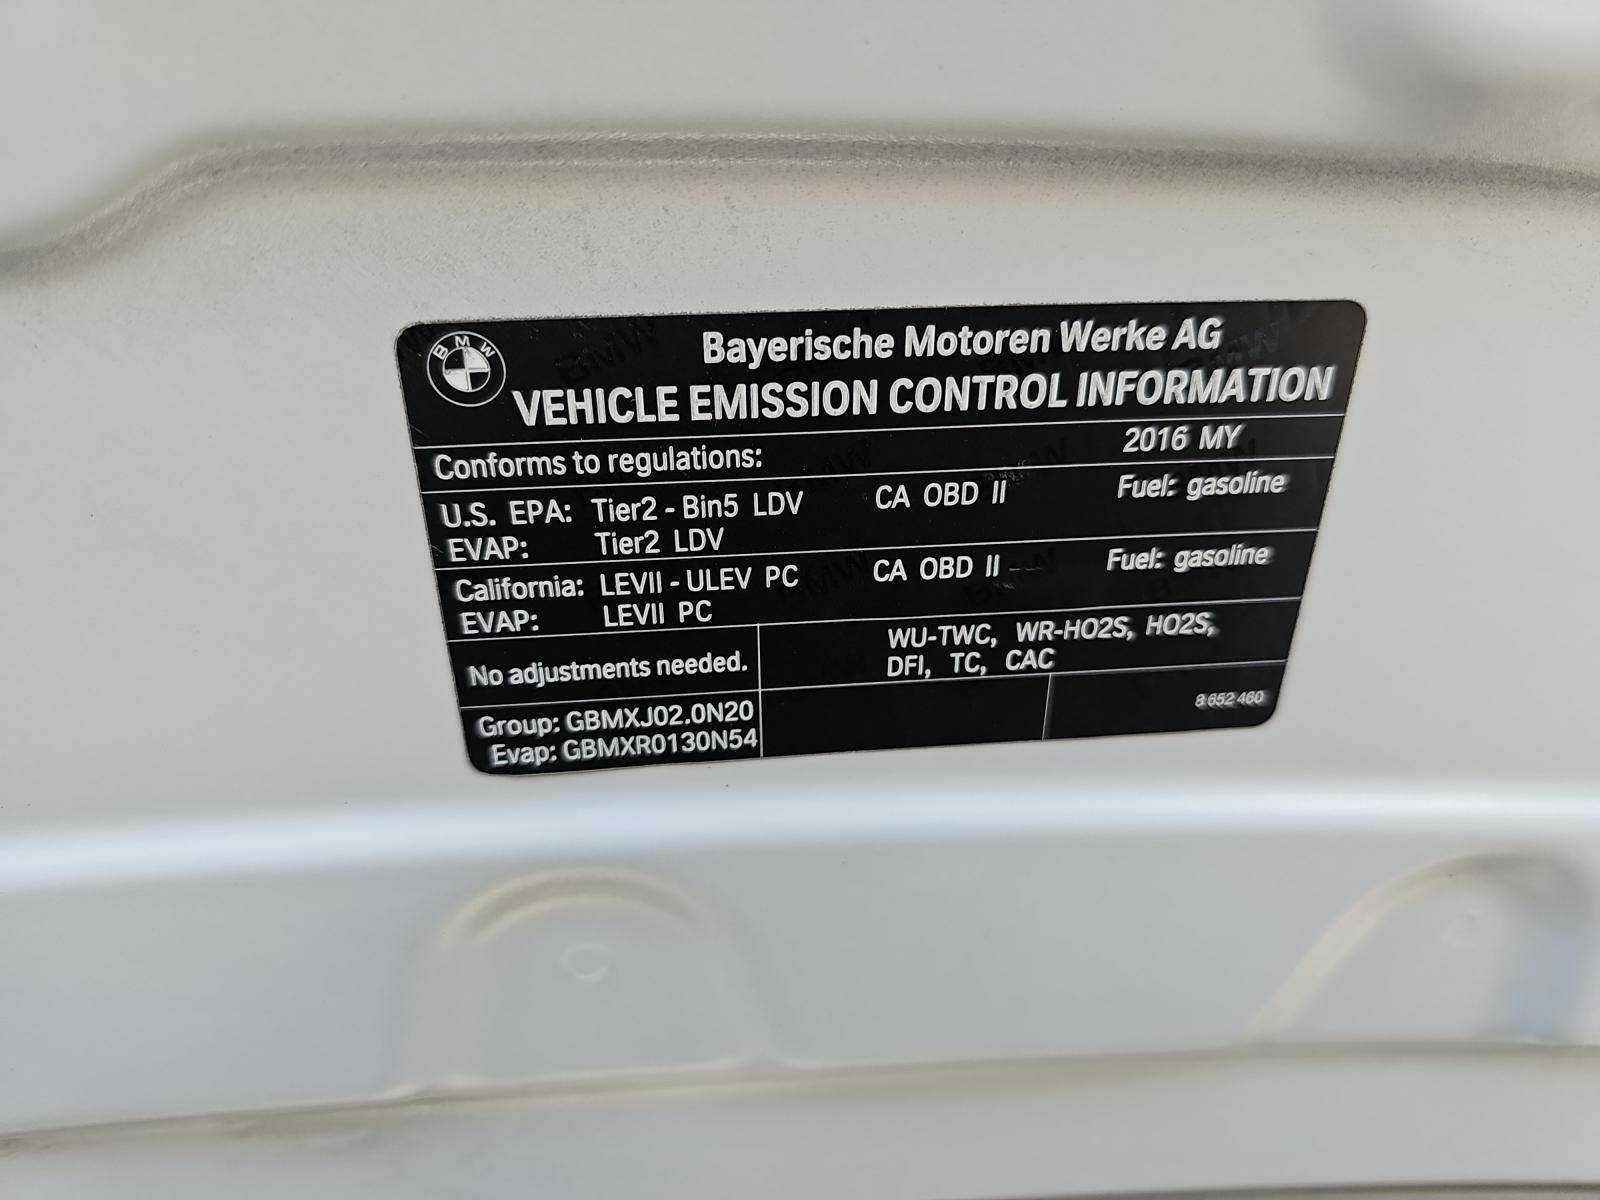 BMW
Bayerische Motoren Werke AG
VEHICLE EMISSION CONTROL INFORMATION
Conforms to regulations: 2016 MY
U.S. EPA: Tier2 - Bin5 LDV CA OBD II Fuel: gasoline
EVAP: Tier2 LDV
California: LEVII - ULEV PC CA OBD II Fuel: gasoline
EVAP: LEVII PC
No adjustments needed.
WU-TWC, WR-HO2S, HO2S,
DFI, TC, CAC
Group: GBMXJ02.0N20
Evap: GBMXR0130N54
8 652 460